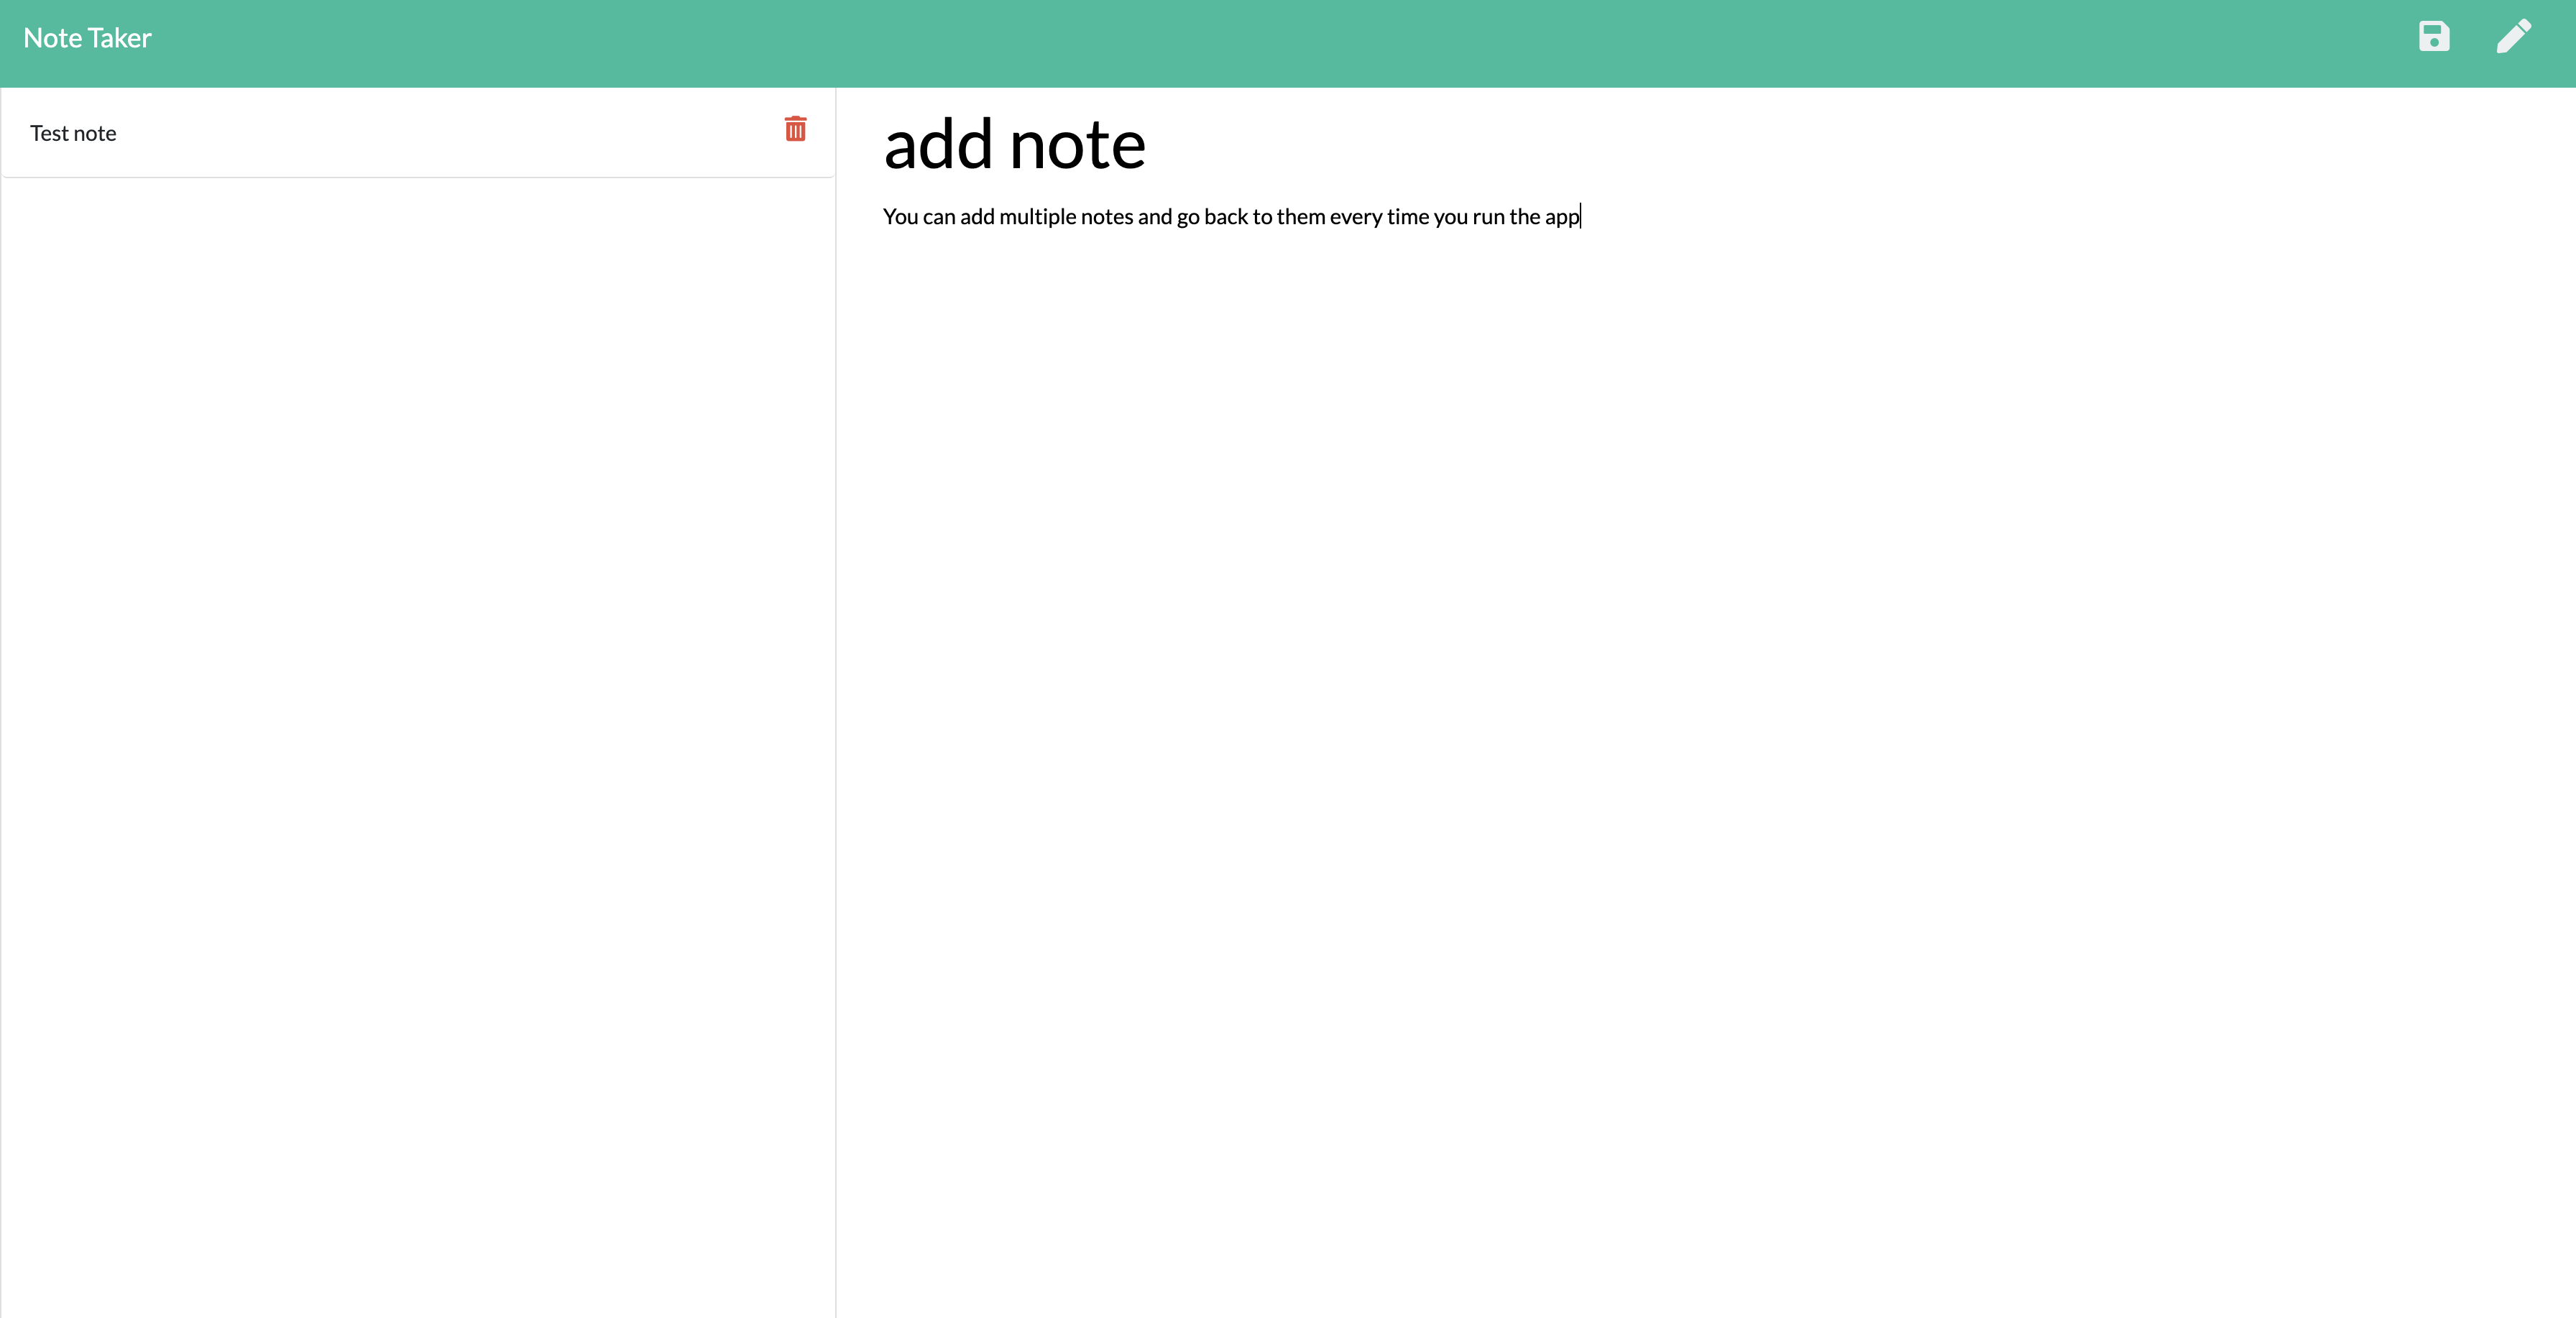 Note Taker
Test note
add note
You can add multiple notes and go back to them every time you run the app